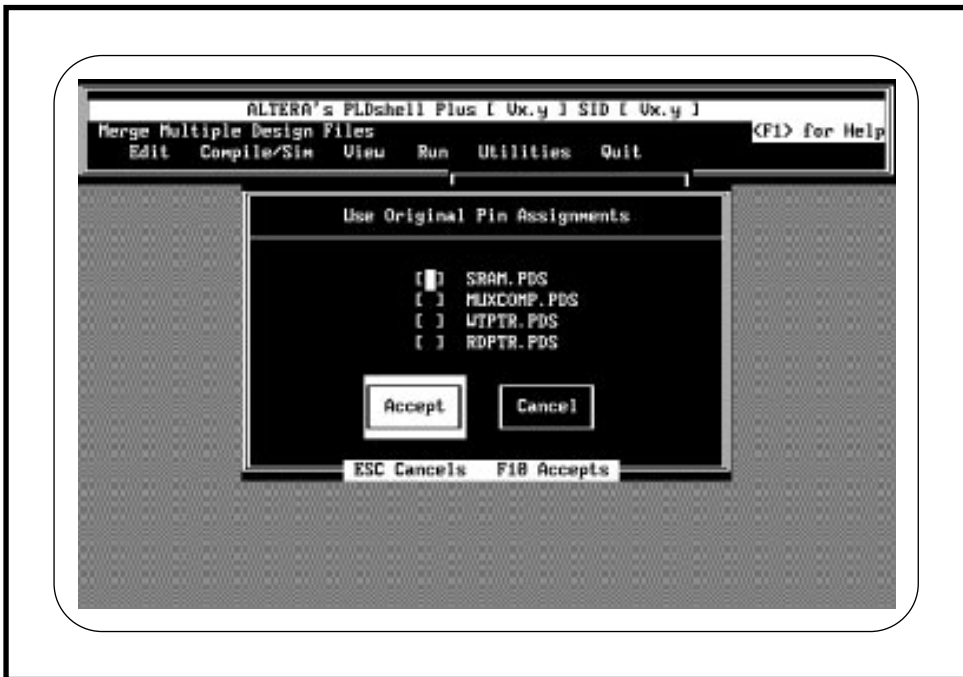 ALTERA's PLDshell Plus [ Vx.y ] SID [ Vx.y ]
Merge Multiple Design Files <F1> for Help
Edit Compile/Sim View Run Utilities Quit
Use Original Pin Assignments
[ ] SRAM.PDS
[ ] MUXCOMP.PDS
[ ] WTPTR.PDS
[ ] RDPTR.PDS
Accept Cancel
ESC Cancels F10 Accepts